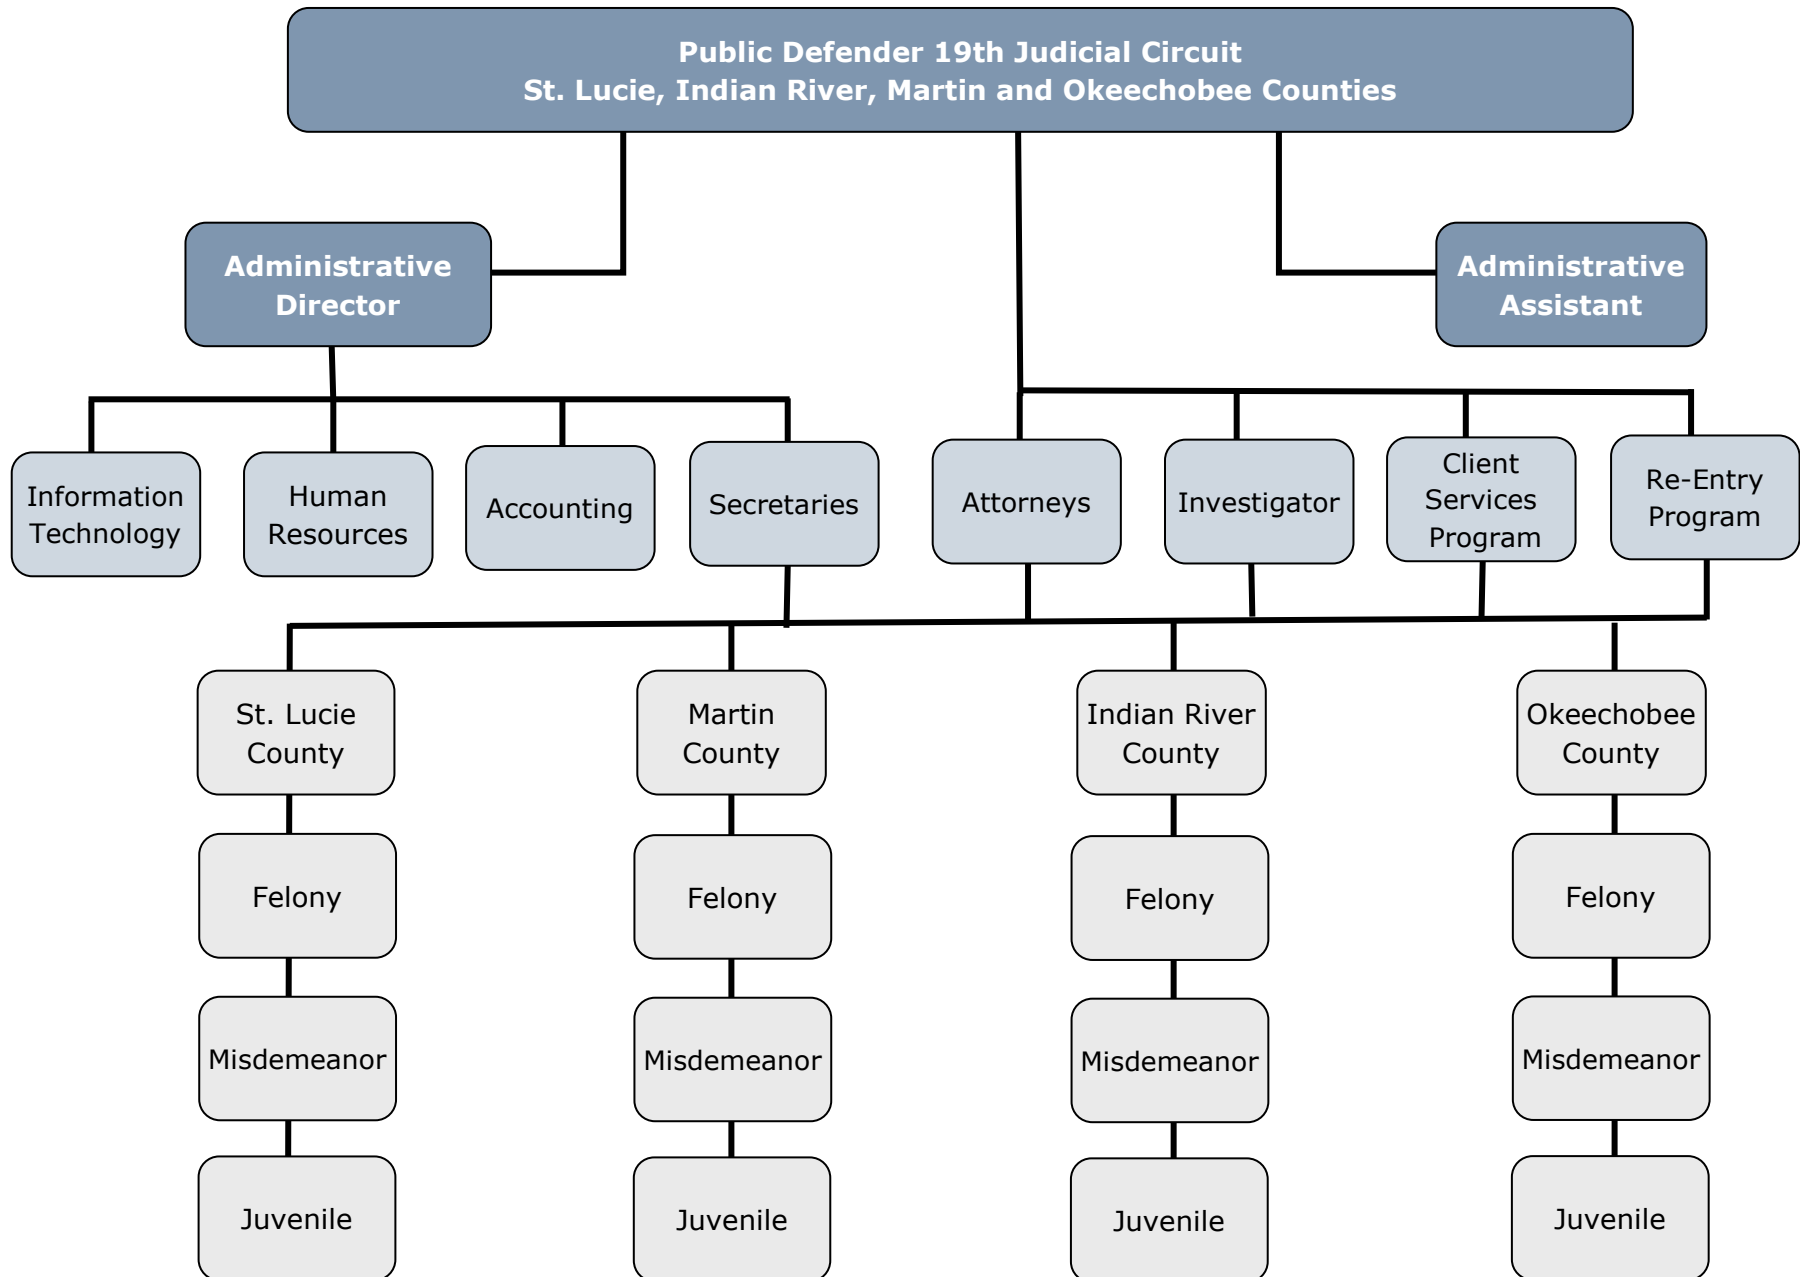 Public Defender 19th Judicial Circuit
St. Lucie, Indian River, Martin and Okeechobee Counties
Administrative
Director
Administrative
Assistant
Information
Technology
Human
Resources
Accounting
Secretaries
Attorneys
Investigator
Client
Services
Program
Re-Entry
Program
St. Lucie
County
Martin
County
Indian River
County
Okeechobee
County
Felony
Felony
Felony
Felony
Misdemeanor
Misdemeanor
Misdemeanor
Misdemeanor
Juvenile
Juvenile
Juvenile
Juvenile